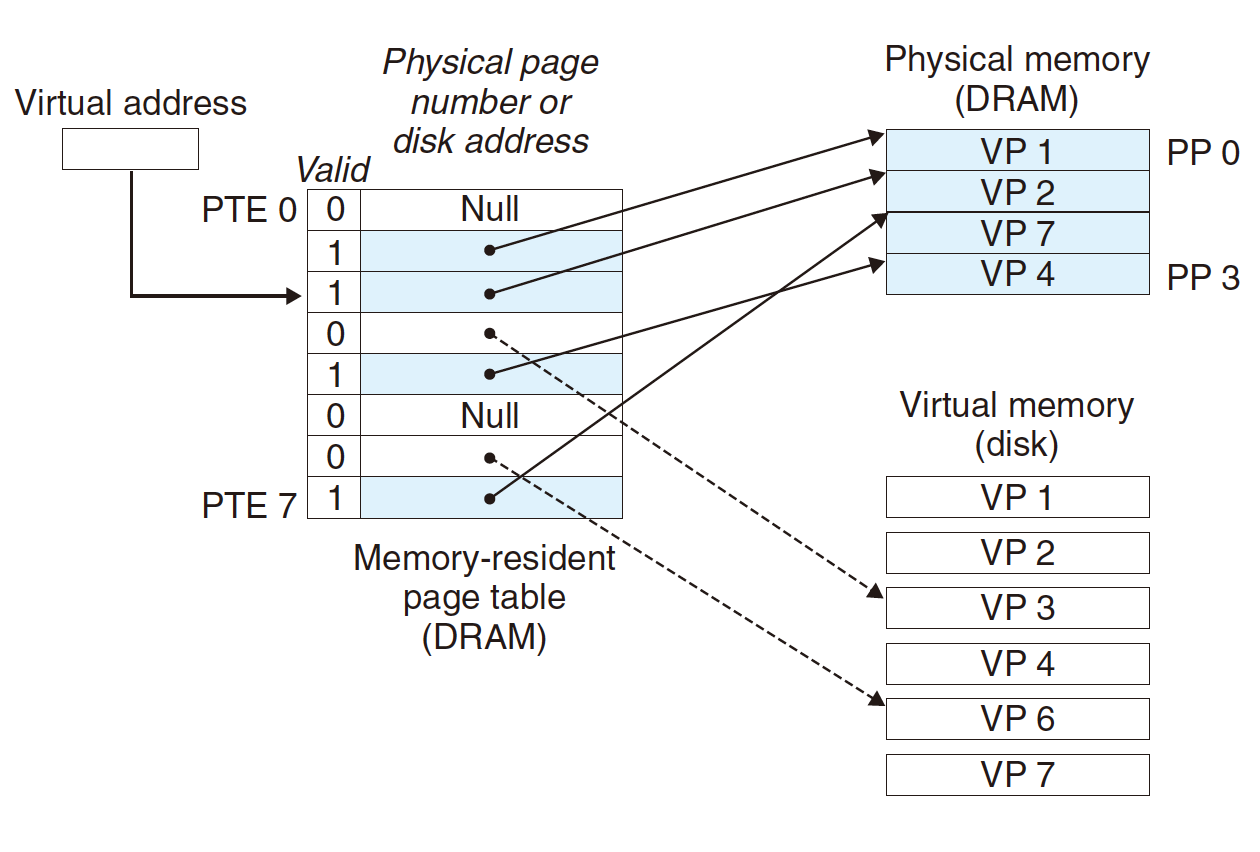 Virtual address
Physical page
number or
disk address
Valid
PTE 0
0 Null
1
1
0
1
0 Null
0
PTE 7 1
Memory-resident
page table
(DRAM)
Physical memory
(DRAM)
VP 1 PP 0
VP 2
VP 7
VP 4 PP 3
Virtual memory
(disk)
VP 1
VP 2
VP 3
VP 4
VP 6
VP 7